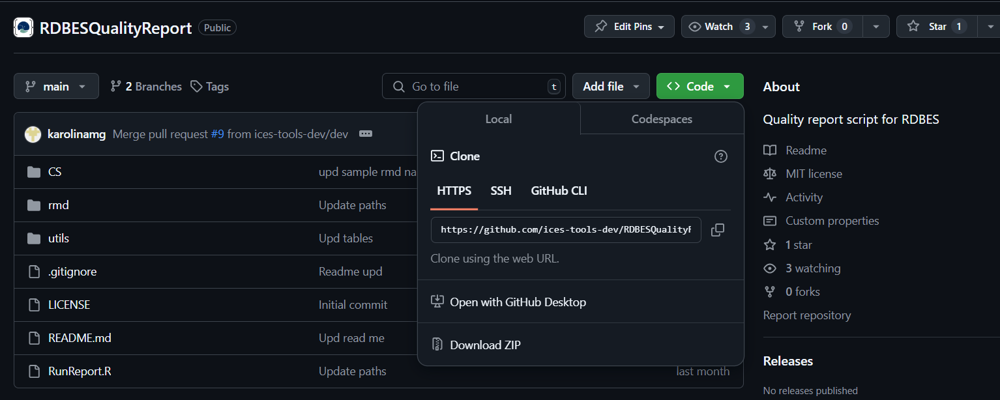 RDBESQualityReport Public
Edit Pins Watch 3 Fork 0 Star 1
main 2 Branches Tags
Go to file t Add file Code
karolinamg Merge pull request #9 from ices-tools-dev/dev
CS upd sample rmd na
rmd Update paths
utils Upd tables
.gitignore Readme upd
LICENSE Initial commit
README.md Upd read me
RunReport.R Update paths last month
Local Codespaces
Clone
HTTPS SSH GitHub CLI
https://github.com/ices-tools-dev/RDBESQuality
Clone using the web URL.
Open with GitHub Desktop
Download ZIP
About
Quality report script for RDBES
Readme
MIT license
Activity
Custom properties
1 star
3 watching
0 forks
Report repository
Releases
No releases published